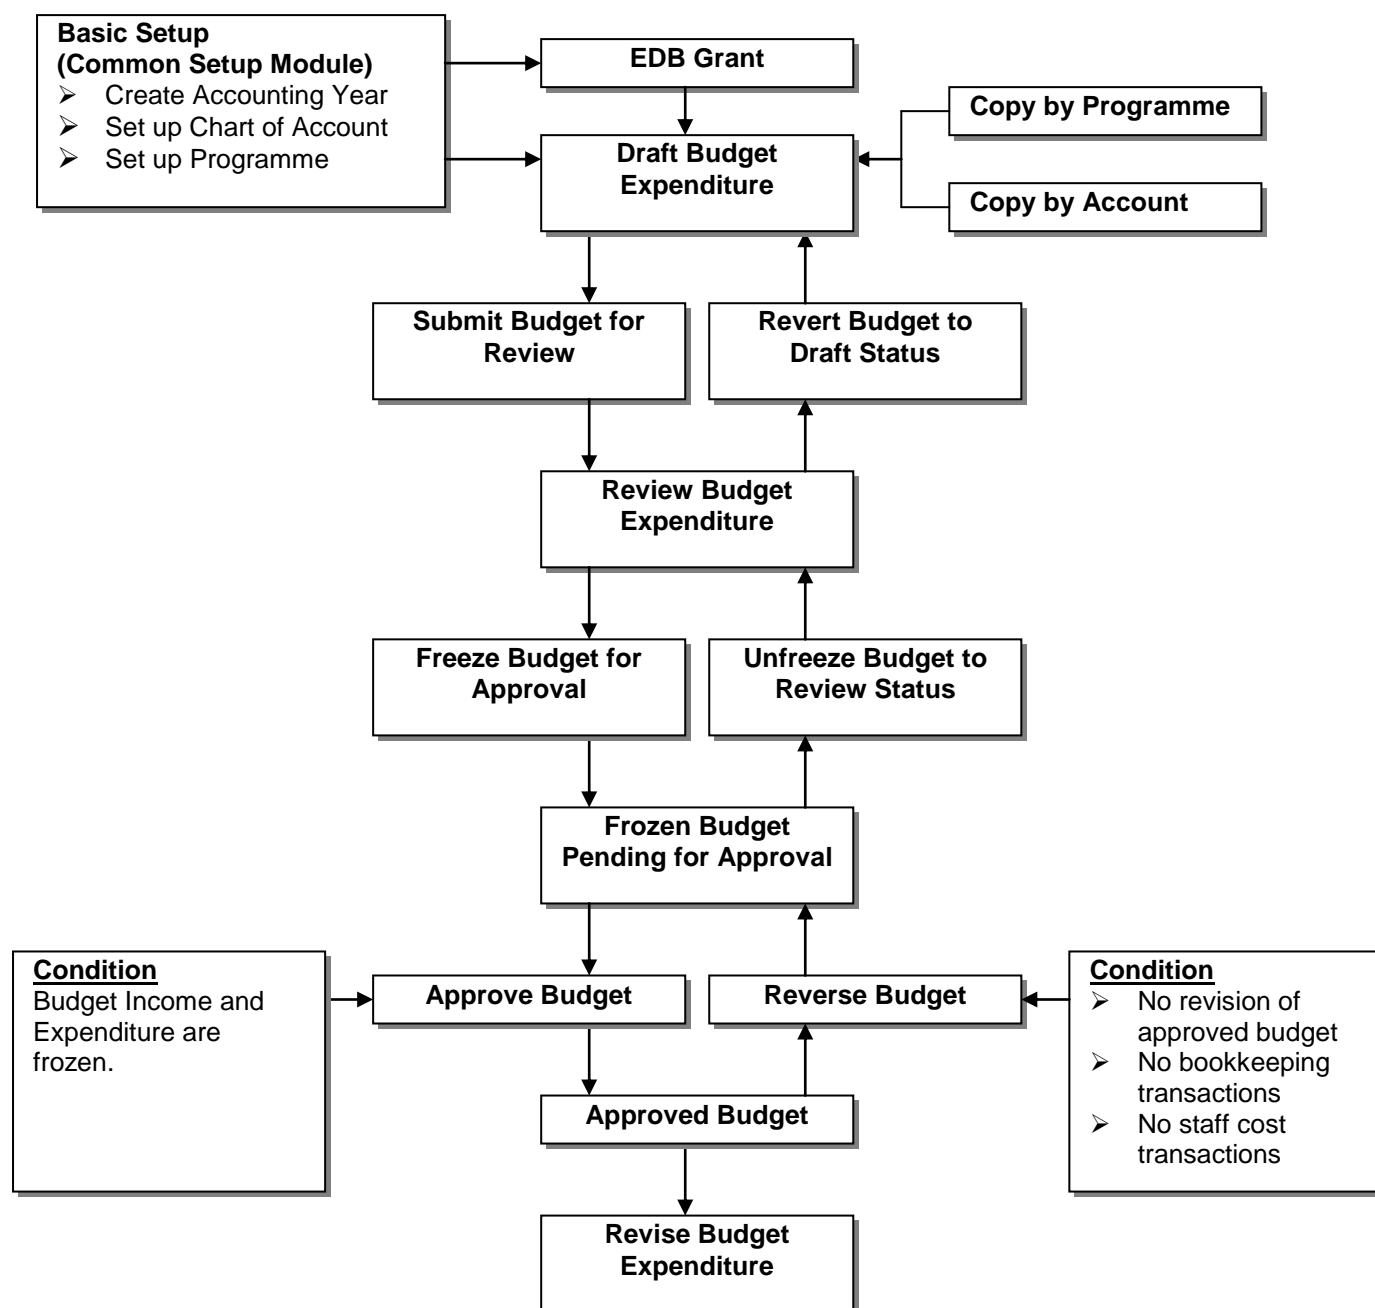 Basic Setup
(Common Setup Module)
➢ Create Accounting Year
➢ Set up Chart of Account
➢ Set up Programme
EDB Grant
Draft Budget
Expenditure
Copy by Programme
Copy by Account
Submit Budget for
Review
Revert Budget to
Draft Status
Review Budget
Expenditure
Freeze Budget for
Approval
Unfreeze Budget to
Review Status
Frozen Budget
Pending for Approval
Condition
Budget Income and
Expenditure are
frozen.
Approve Budget
Reverse Budget
Condition
➢ No revision of
approved budget
➢ No bookkeeping
transactions
➢ No staff cost
transactions
Approved Budget
Revise Budget
Expenditure